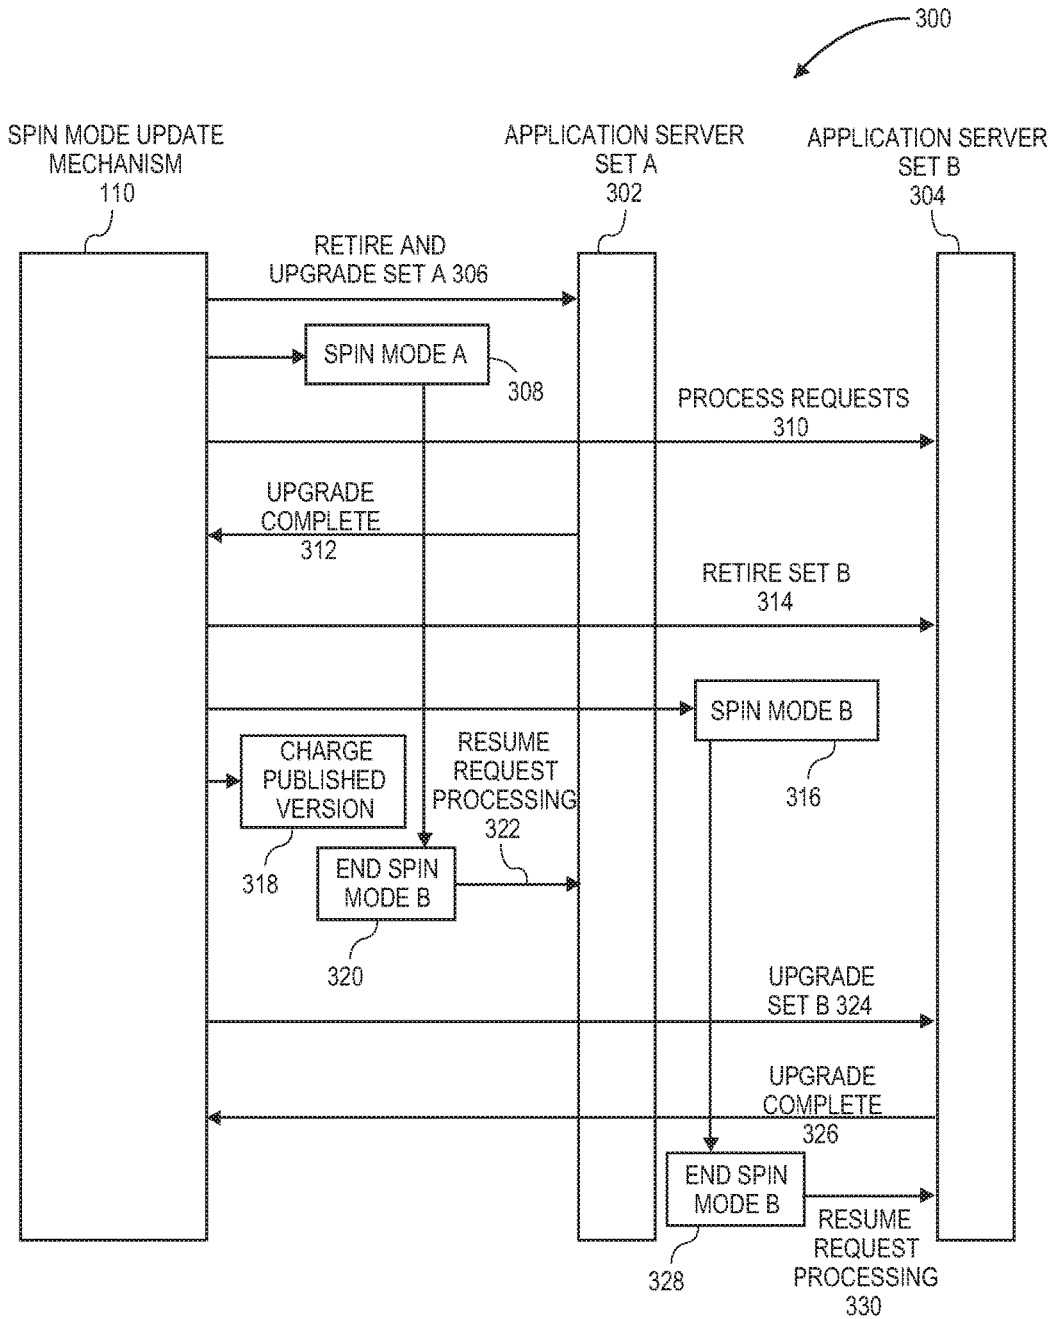 300
SPIN MODE UPDATE
MECHANISM
110
APPLICATION SERVER
SET A
302
APPLICATION SERVER
SET B
304
RETIRE AND
UPGRADE SET A 306
SPIN MODE A
308
PROCESS REQUESTS
310
UPGRADE
COMPLETE
312
RETIRE SET B
314
SPIN MODE B
316
CHARGE
PUBLISHED
VERSION
318
RESUME
REQUEST
PROCESSING
322
END SPIN
MODE B
320
UPGRADE
SET B 324
UPGRADE
COMPLETE
326
END SPIN
MODE B
328
RESUME
REQUEST
PROCESSING
330